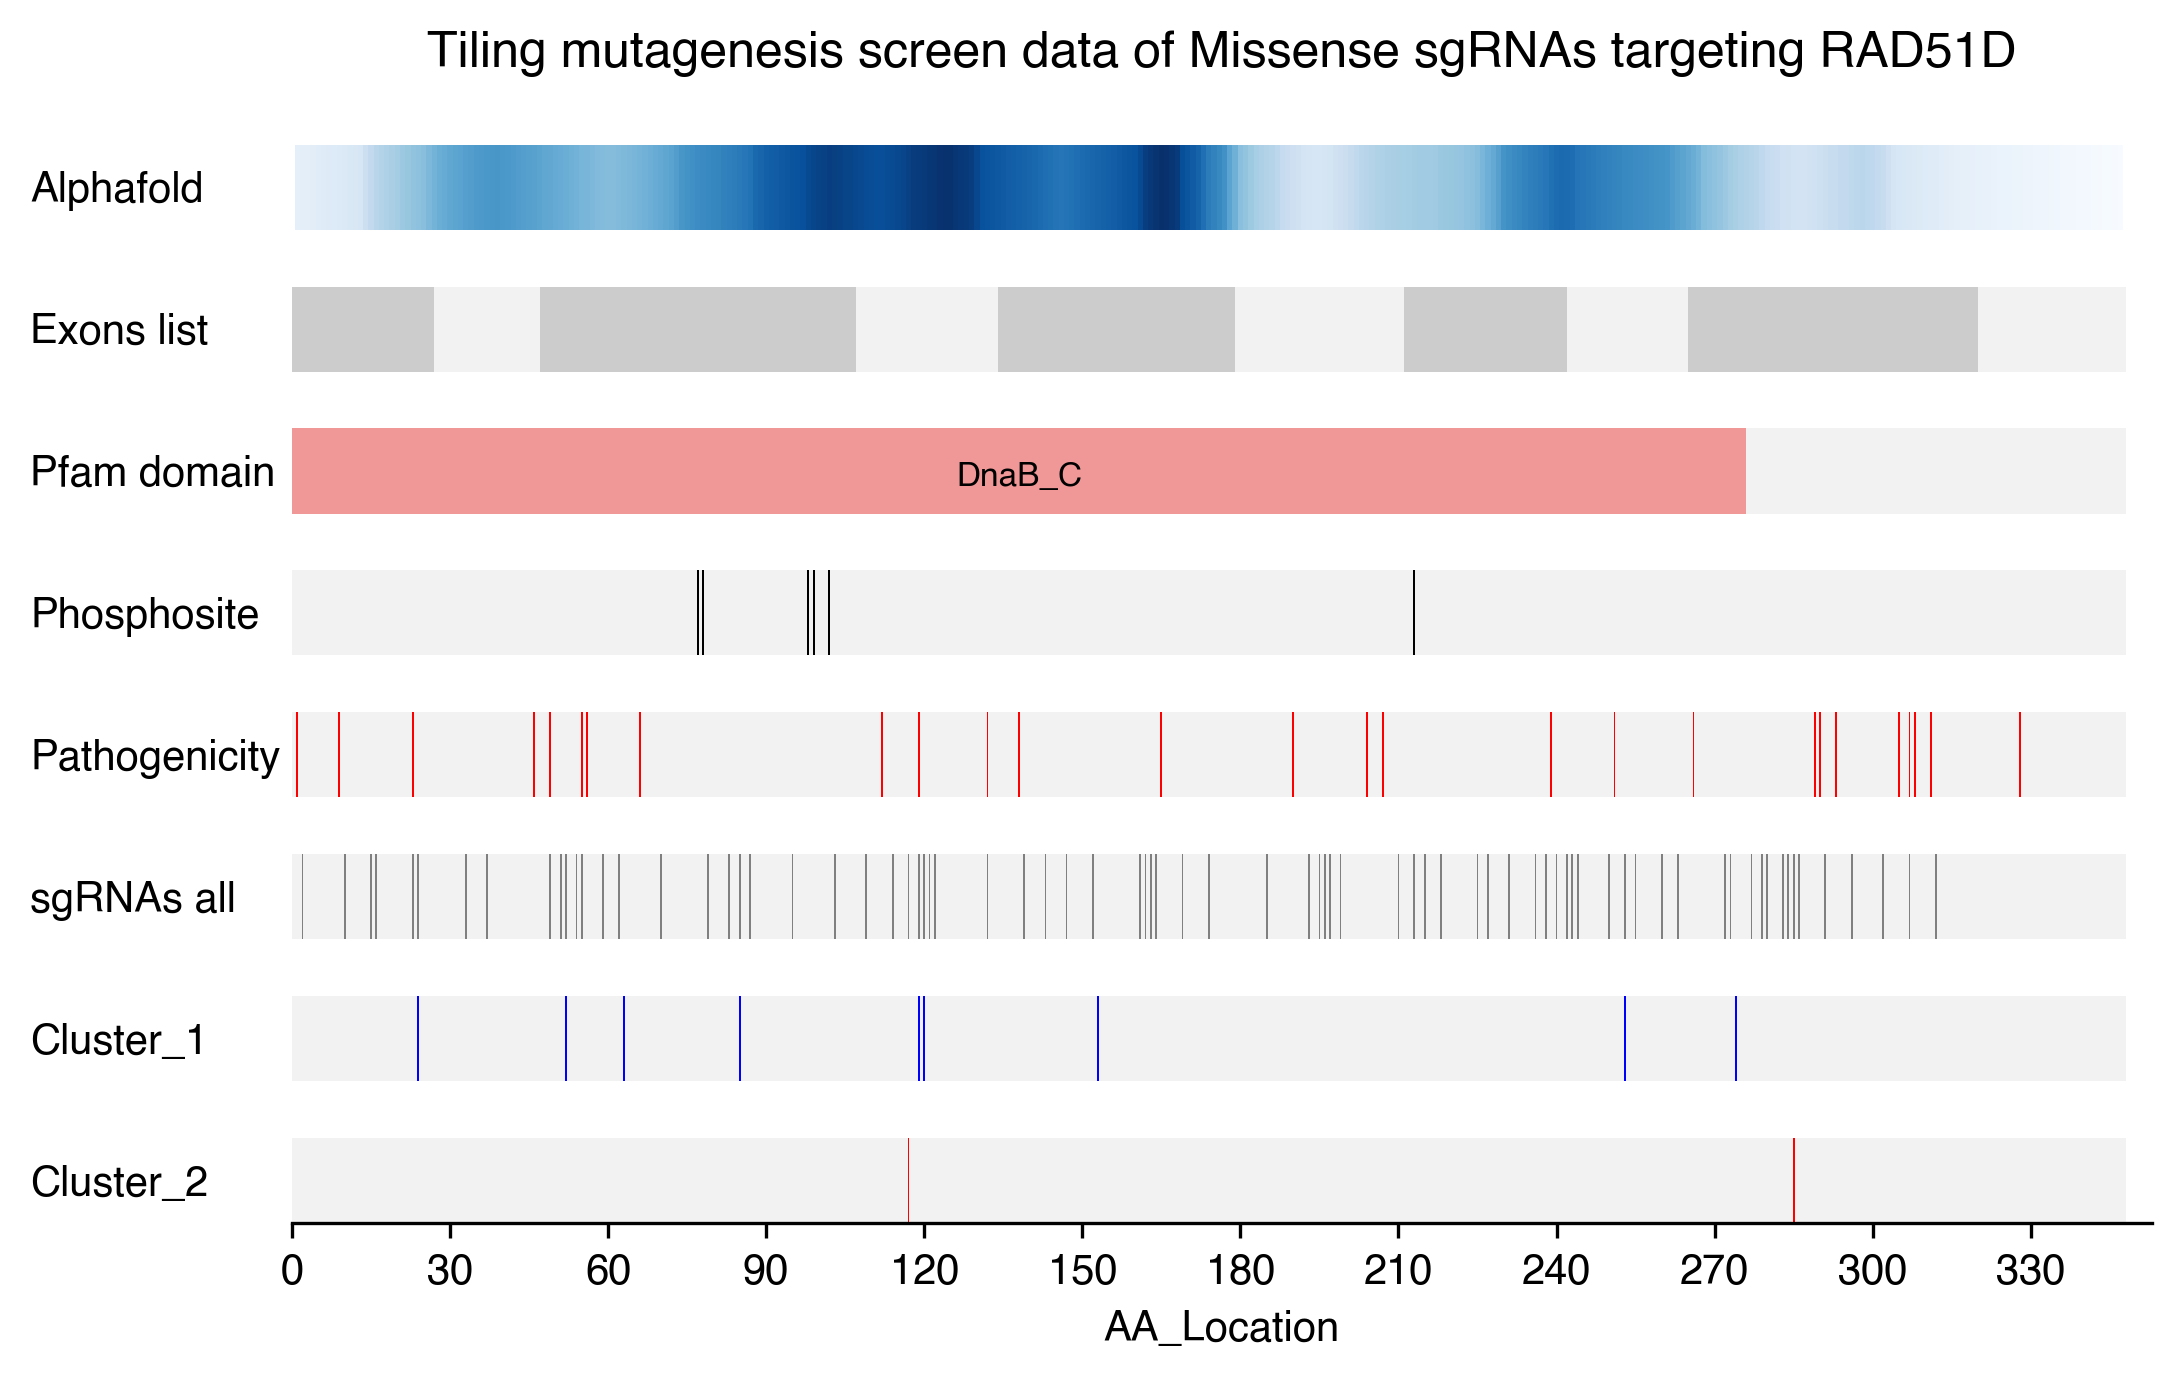 Tiling mutagenesis screen data of Missense sgRNAs targeting RAD51D
Alphafold
Exons list
Pfam domain
DnaB_C
Phosphosite
Pathogenicity
sgRNAs all
Cluster_1
Cluster_2
0 30 60 90 120 150 180 210 240 270 300 330
AA_Location